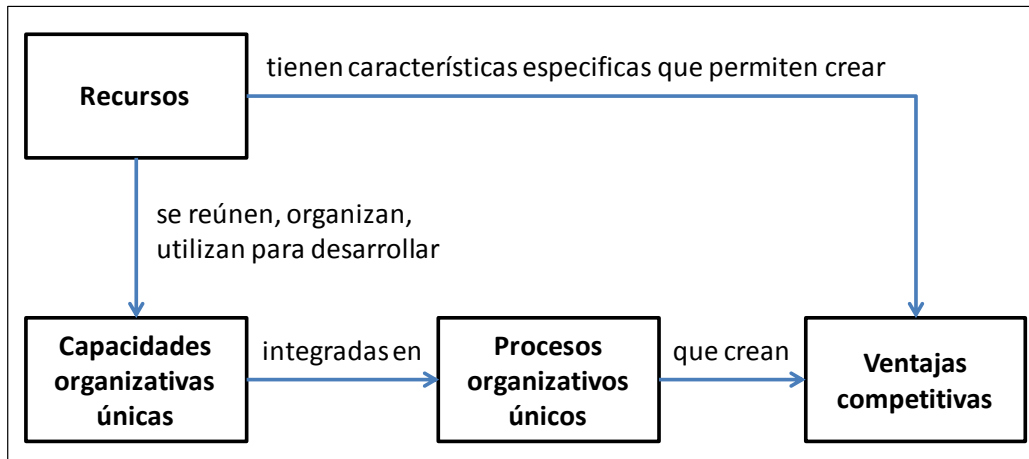 Recursos
tienen características especificas que permiten crear
se reúnen, organizan,
utilizan para desarrollar
Capacidades
organizativas
únicas
integradas en
Procesos
organizativos
únicos
que crean
Ventajas
competitivas